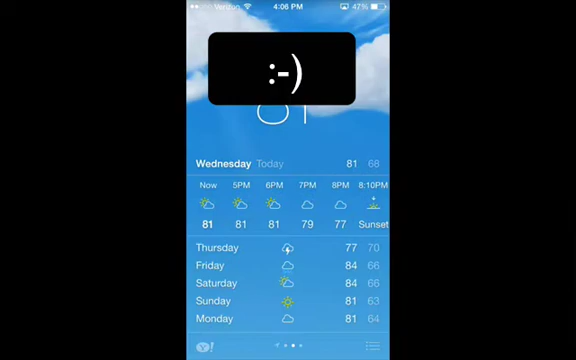 Verizon 4:06 PM 47%
:-)
81
Wednesday Today 81 68
Now 5PM 6PM 7PM 8PM 8:10PM
81 81 81 79 77 Sunset
Thursday 77 70
Friday 84 66
Saturday 84 66
Sunday 81 63
Monday 81 64
Y!